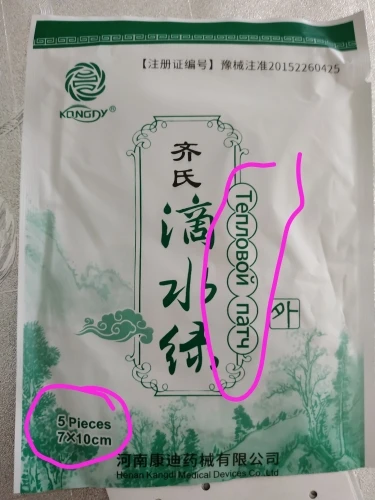 KONGDY®
【注册证编号】豫械注准20152260425
齐氏
滴水绿
Тепловой патч
外
5 Pieces
7×10cm
河南康迪药械有限公司
Henan Kangdi Medical Devices Co., Ltd